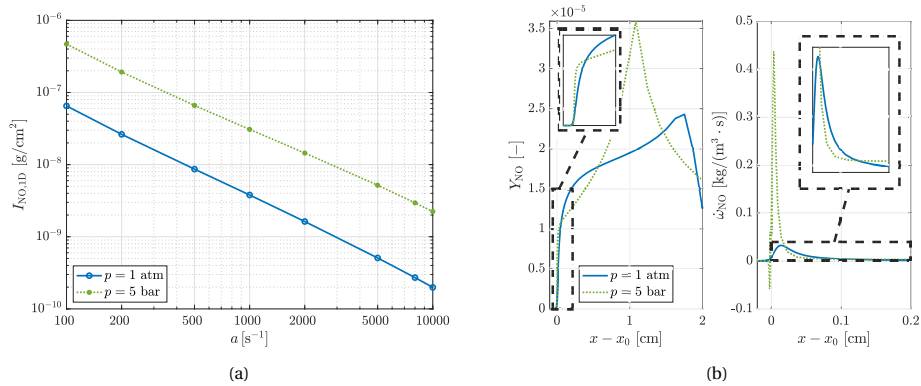 (a)
(b)
10⁻⁶
10⁻⁷
10⁻⁸
10⁻⁹
10⁻¹⁰
I_NO,1D [g/cm²]
p = 1 atm
p = 5 bar
100 200 500 1000 2000 5000 10000
a [s⁻¹]
×10⁻⁵
3.5
3
2.5
2
1.5
1
0.5
0
Y_NO [−]
p = 1 atm
p = 5 bar
0 1 2
x − x₀ [cm]
0.5
0.4
0.3
0.2
0.1
0
-0.1
ω̇_NO [kg/(m³ · s)]
0 0.1 0.2
x − x₀ [cm]
(a)
(b)